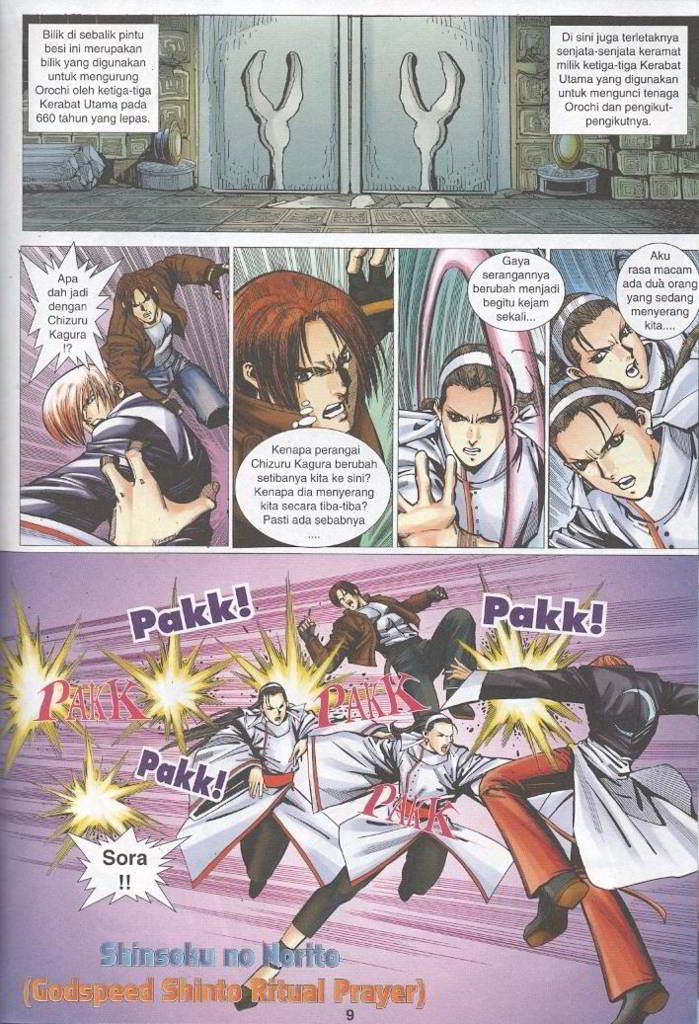 Bilik di sebalik pintu
besi ini merupakan
bilik yang digunakan
untuk mengurung
Orochi oleh ketiga-tiga
Kerabat Utama pada
660 tahun yang lepas.
Di sini juga terletaknya
senjata-senjata keramat
milik ketiga-tiga Kerabat
Utama yang digunakan
untuk mengunci tenaga
Orochi dan pengikut-
pengikutnya.
Apa
dah jadi
dengan
Chizuru
Kagura
!?
Kenapa perangai
Chizuru Kagura berubah
setibanya kita ke sini?
Kenapa dia menyerang
kita secara tiba-tiba?
Pasti ada sebabnya
....
Gaya
serangannya
berubah menjadi
begitu kejam
sekali...
Aku
rasa macam
ada dua orang
yang sedang
menyerang
kita....
Pakk!
Pakk!
PAKK
PAKK
Pakk!
PAKK
Sora
!!
Shinsoku no Norito
(Godspeed Shinto Ritual Prayer)
9